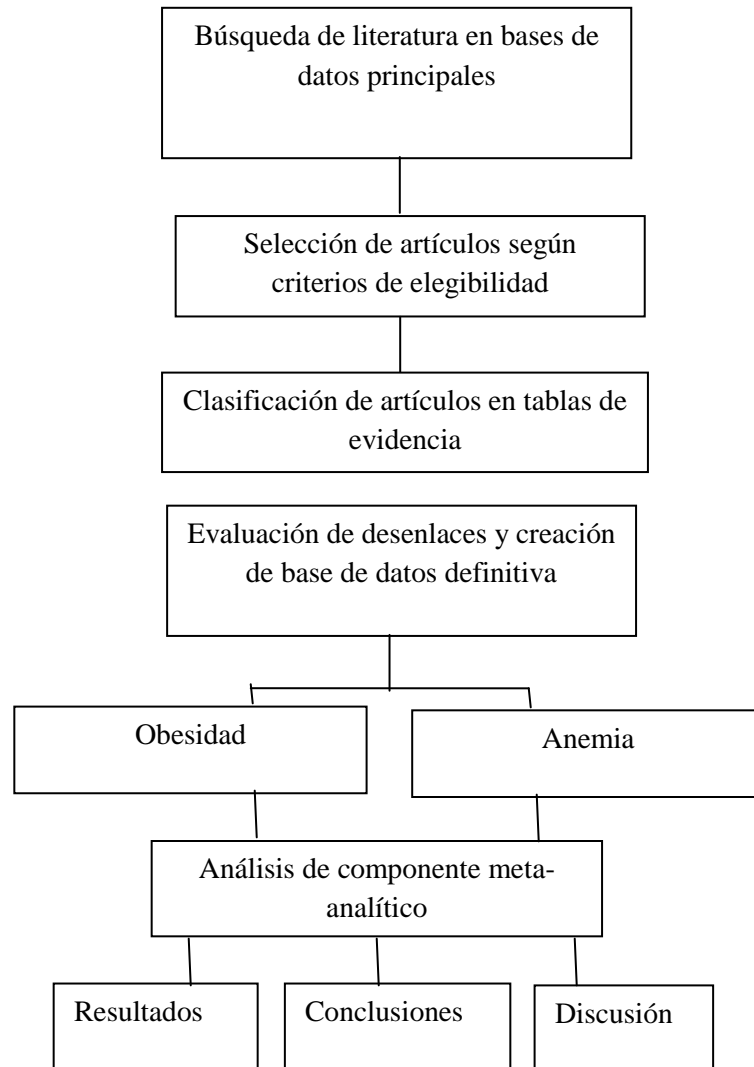 Búsqueda de literatura en bases de
datos principales
Selección de artículos según
criterios de elegibilidad
Clasificación de artículos en tablas de
evidencia
Evaluación de desenlaces y creación
de base de datos definitiva
Obesidad
Anemia
Análisis de componente meta-
analítico
Resultados
Conclusiones
Discusión